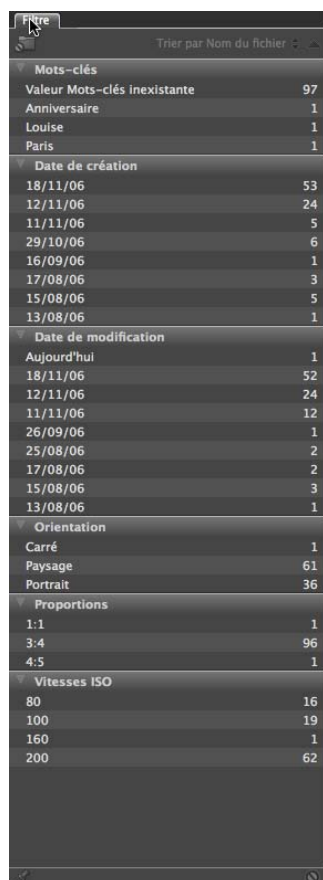 Filtre
Trier par Nom du fichier
Mots-clés
Valeur Mots-clés inexistante 97
Anniversaire 1
Louise 1
Paris 1
Date de création
18/11/06 53
12/11/06 24
11/11/06 5
29/10/06 6
16/09/06 1
17/08/06 3
15/08/06 5
13/08/06 1
Date de modification
Aujourd'hui 1
18/11/06 52
12/11/06 24
11/11/06 12
26/09/06 1
25/08/06 2
17/08/06 2
15/08/06 3
13/08/06 1
Orientation
Carré 1
Paysage 61
Portrait 36
Proportions
1:1 1
3:4 96
4:5 1
Vitesses ISO
80 16
100 19
160 1
200 62